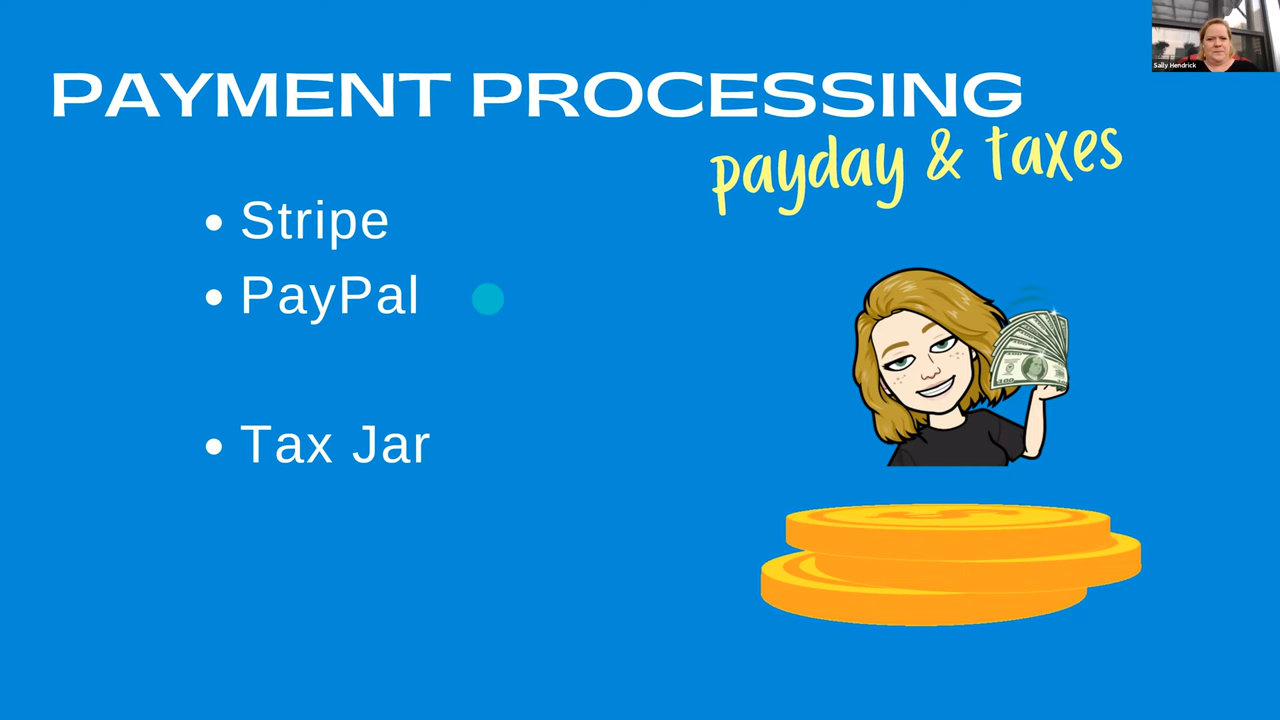 PAYMENT PROCESSING
payday & taxes
• Stripe
• PayPal
• Tax Jar
Sally Hendrick